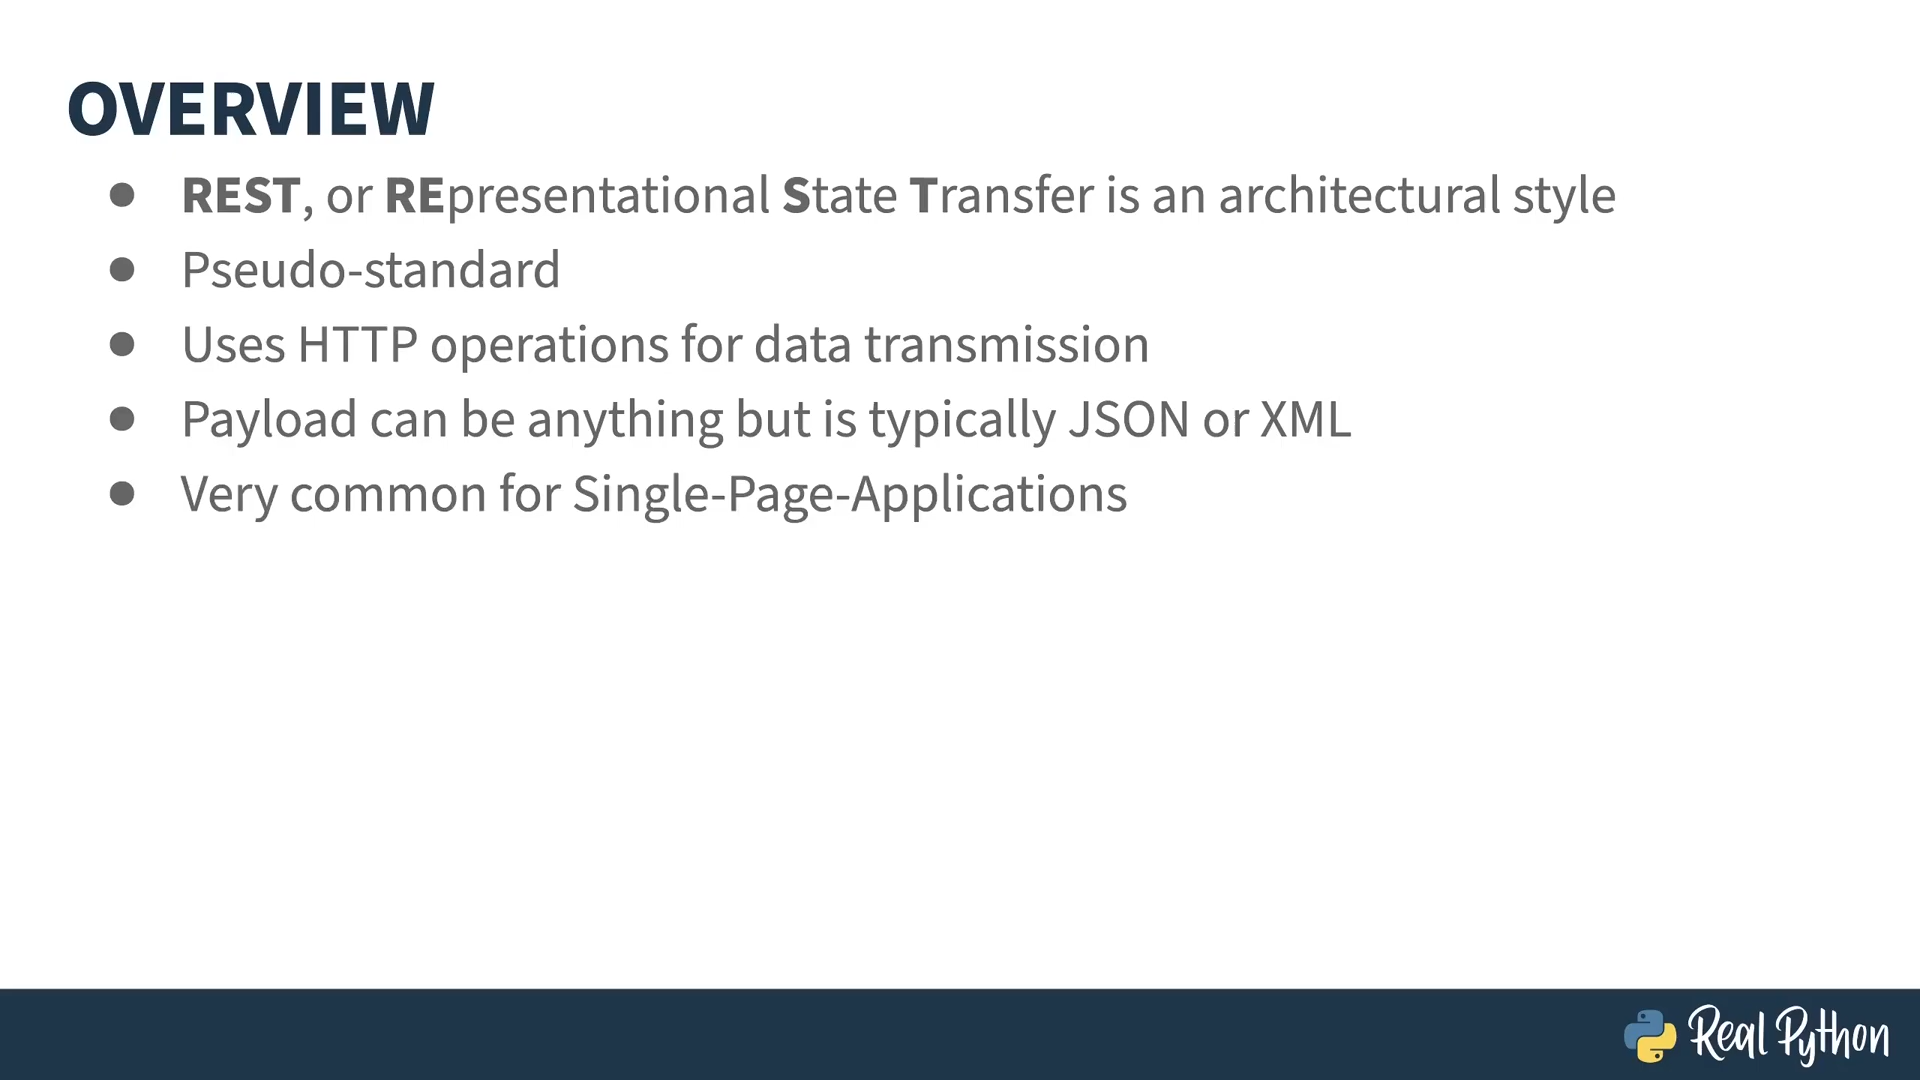 OVERVIEW
● REST, or REpresentational State Transfer is an architectural style
● Pseudo-standard
● Uses HTTP operations for data transmission
● Payload can be anything but is typically JSON or XML
● Very common for Single-Page-Applications
Real Python